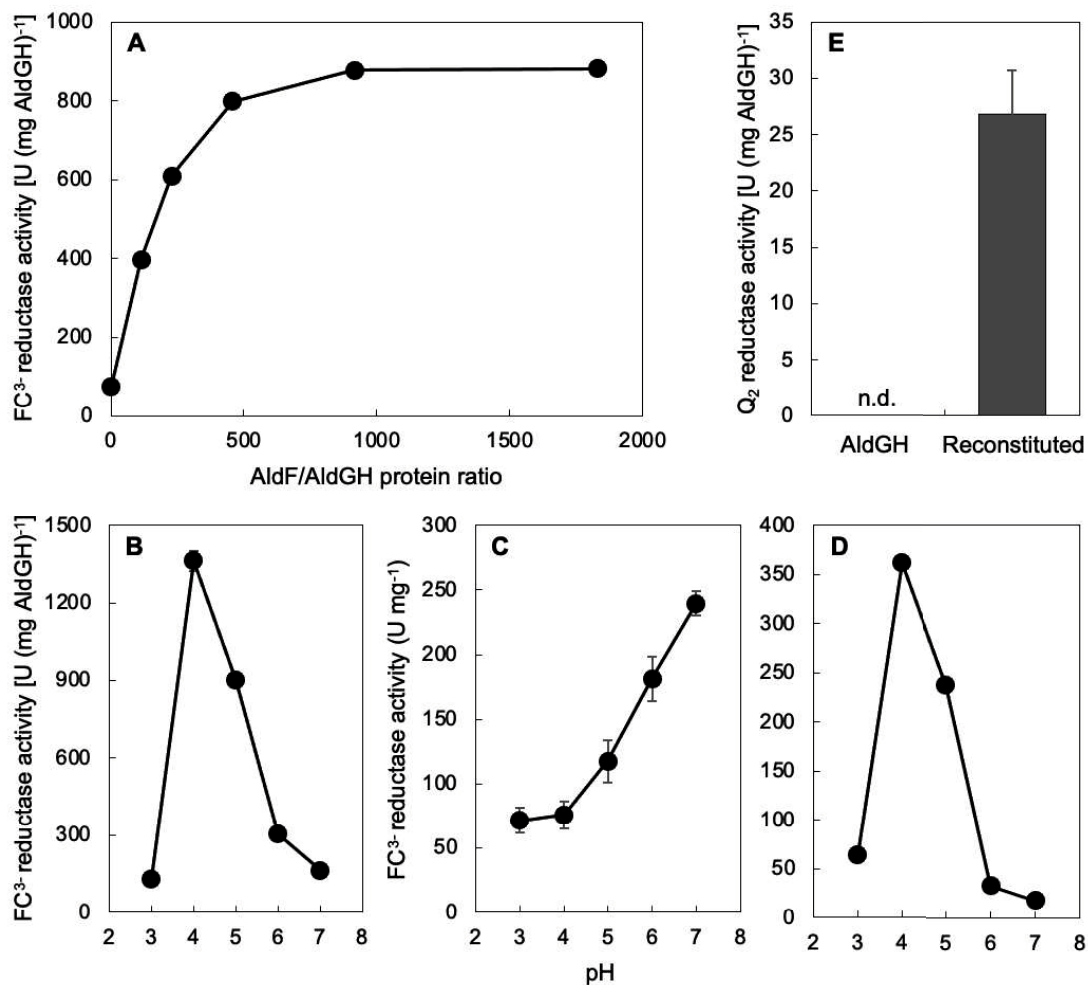 A
FC³⁻ reductase activity [U (mg AldGH)⁻¹]
1000
800
600
400
200
0
0 500 1000 1500 2000
AldF/AldGH protein ratio
E
Q₂ reductase activity [U (mg AldGH)⁻¹]
35
30
25
20
15
10
5
0
n.d.
AldGH Reconstituted
B
FC³⁻ reductase activity [U (mg AldGH)⁻¹]
1500
1200
900
600
300
0
2 3 4 5 6 7 8
C
FC³⁻ reductase activity (U mg⁻¹)
300
250
200
150
100
50
0
2 3 4 5 6 7 8
pH
D
400
350
300
250
200
150
100
50
0
2 3 4 5 6 7 8